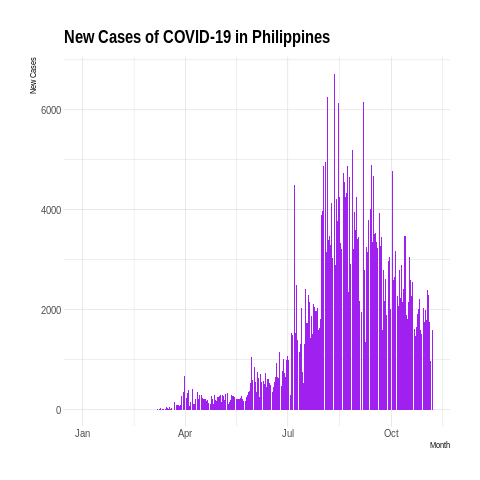 New Cases of COVID-19 in Philippines
New Cases
6000
4000
2000
0
Jan Apr Jul Oct
Month